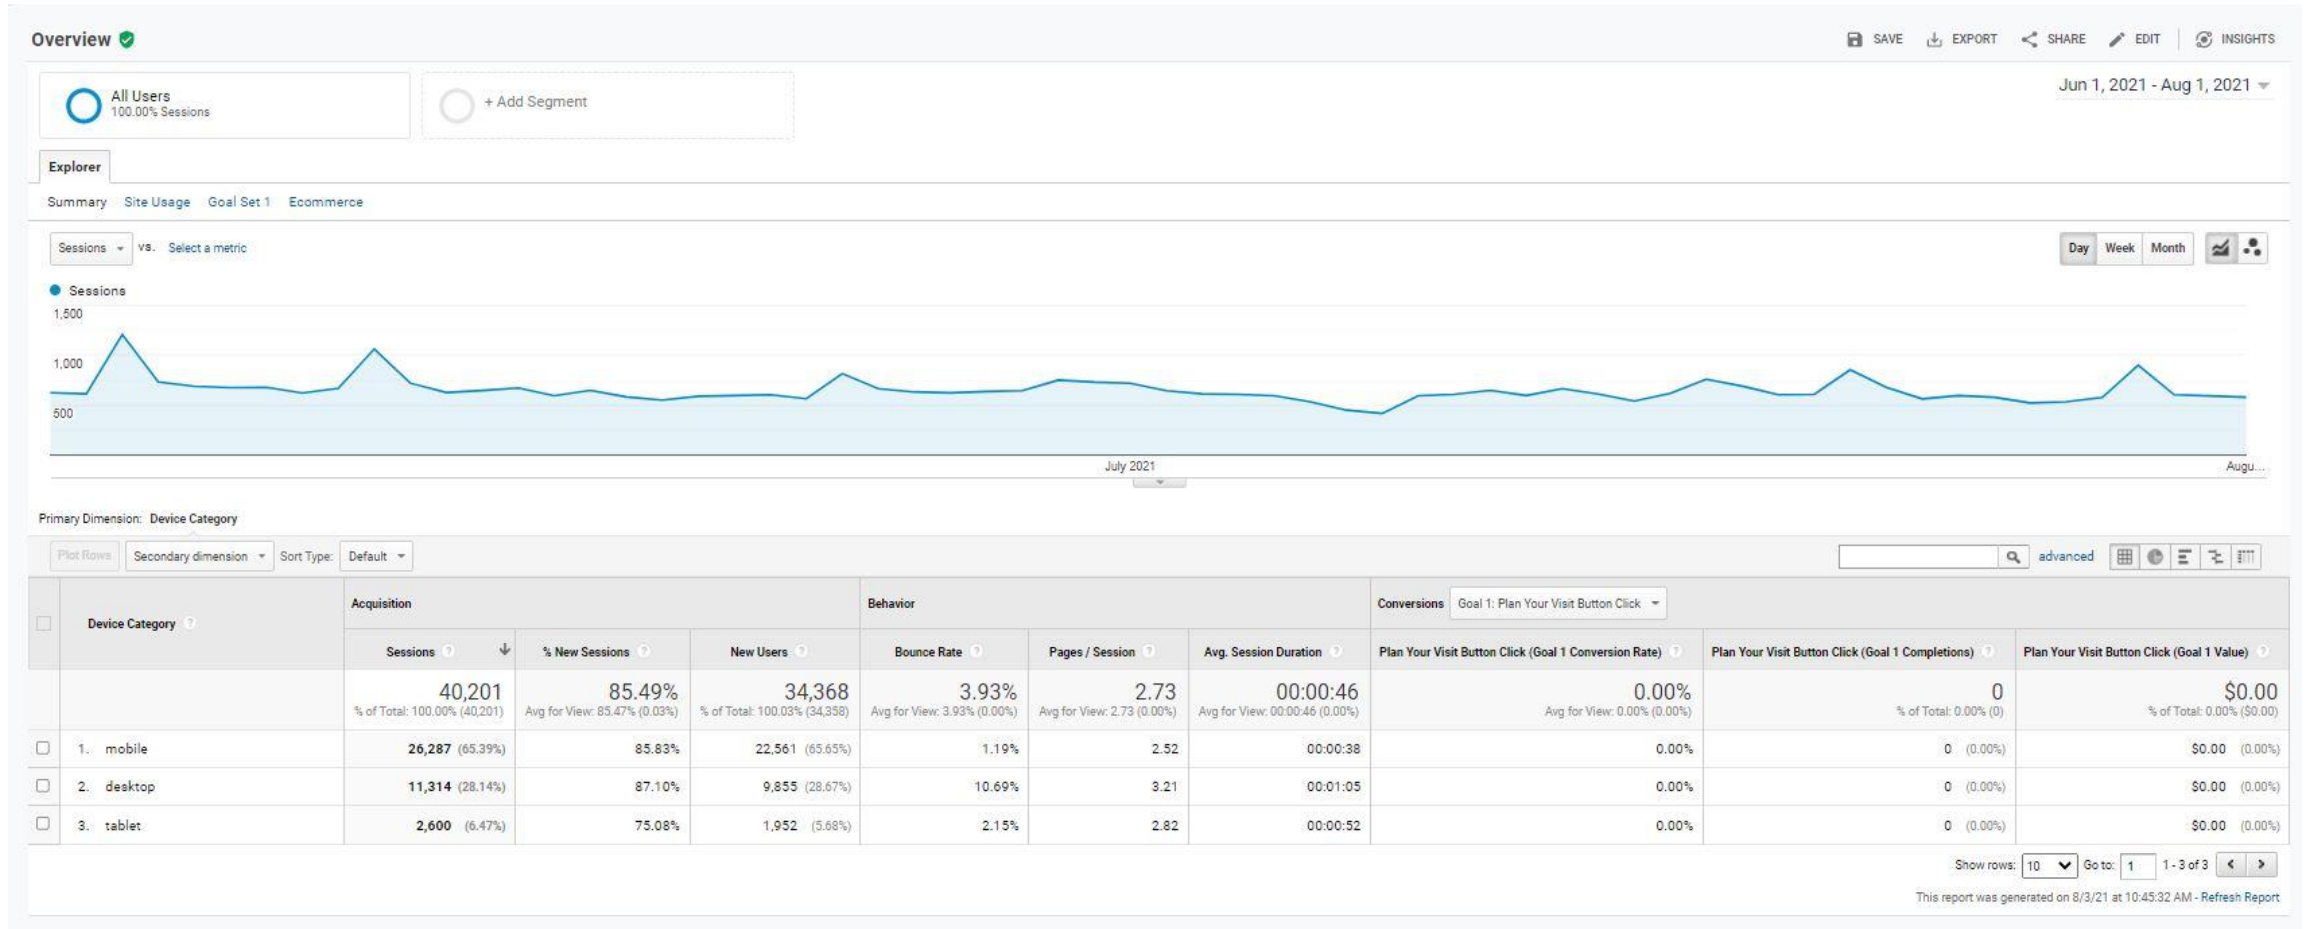 Overview
SAVE EXPORT SHARE EDIT INSIGHTS
All Users
100.00% Sessions
+ Add Segment
Jun 1, 2021 - Aug 1, 2021
Explorer
Summary Site Usage Goal Set 1 Ecommerce
Sessions vs. Select a metric
Day Week Month
Sessions
1,500
1,000
500
July 2021
Augu...
Primary Dimension: Device Category
Plot Rows Secondary dimension Sort Type: Default advanced
Device Category ? Acquisition Behavior Conversions Goal 1: Plan Your Visit Button Click
Sessions ? % New Sessions ? New Users ? Bounce Rate ? Pages / Session ? Avg. Session Duration ? Plan Your Visit Button Click (Goal 1 Conversion Rate) ? Plan Your Visit Button Click (Goal 1 Completions) ? Plan Your Visit Button Click (Goal 1 Value) ?
40,201 85.49% 34,368 3.93% 2.73 00:00:46 0.00% 0 $0.00
% of Total: 100.00% (40,201) Avg for View: 85.47% (0.03%) % of Total: 100.03% (34,358) Avg for View: 3.93% (0.00%) Avg for View: 2.73 (0.00%) Avg for View: 00:00:46 (0.00%) Avg for View: 0.00% (0.00%) % of Total: 0.00% (0) % of Total: 0.00% ($0.00)
1. mobile 26,287 (65.39%) 85.83% 22,561 (65.65%) 1.19% 2.52 00:00:38 0.00% 0 (0.00%) $0.00 (0.00%)
2. desktop 11,314 (28.14%) 87.10% 9,855 (28.67%) 10.69% 3.21 00:01:05 0.00% 0 (0.00%) $0.00 (0.00%)
3. tablet 2,600 (6.47%) 75.08% 1,952 (5.68%) 2.15% 2.82 00:00:52 0.00% 0 (0.00%) $0.00 (0.00%)
Show rows: 10 Go to: 1 1 - 3 of 3
This report was generated on 8/3/21 at 10:45:32 AM - Refresh Report